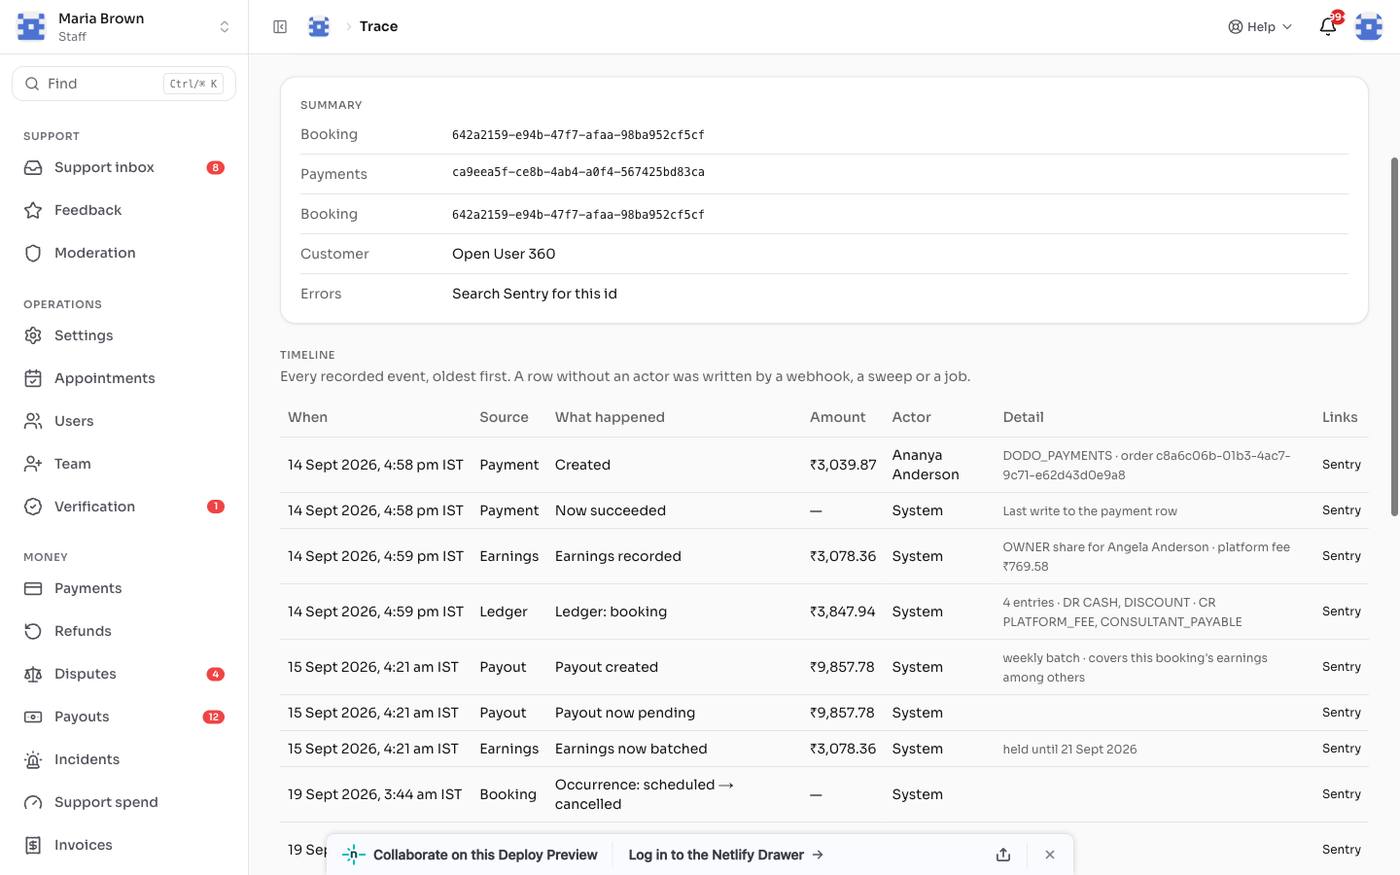 Maria Brown
Staff
Trace
Help
99+
Find
Ctrl/⌘ K
SUPPORT
Support inbox 8
Feedback
Moderation
OPERATIONS
Settings
Appointments
Users
Team
Verification 1
MONEY
Payments
Refunds
Disputes 4
Payouts 12
Incidents
Support spend
Invoices
SUMMARY
Booking 642a2159-e94b-47f7-afaa-98ba952cf5cf
Payments ca9eea5f-ce8b-4ab4-a0f4-567425bd83ca
Booking 642a2159-e94b-47f7-afaa-98ba952cf5cf
Customer Open User 360
Errors Search Sentry for this id
TIMELINE
Every recorded event, oldest first. A row without an actor was written by a webhook, a sweep or a job.
When Source What happened Amount Actor Detail Links
14 Sept 2026, 4:58 pm IST Payment Created ₹3,039.87 Ananya Anderson DODO_PAYMENTS · order c8a6c06b-01b3-4ac7-9c71-e62d43d0e9a8 Sentry
14 Sept 2026, 4:58 pm IST Payment Now succeeded — System Last write to the payment row Sentry
14 Sept 2026, 4:59 pm IST Earnings Earnings recorded ₹3,078.36 System OWNER share for Angela Anderson · platform fee ₹769.58 Sentry
14 Sept 2026, 4:59 pm IST Ledger Ledger: booking ₹3,847.94 System 4 entries · DR CASH, DISCOUNT · CR PLATFORM_FEE, CONSULTANT_PAYABLE Sentry
15 Sept 2026, 4:21 am IST Payout Payout created ₹9,857.78 System weekly batch · covers this booking's earnings among others Sentry
15 Sept 2026, 4:21 am IST Payout Payout now pending ₹9,857.78 System Sentry
15 Sept 2026, 4:21 am IST Earnings Earnings now batched ₹3,078.36 System held until 21 Sept 2026 Sentry
19 Sept 2026, 3:44 am IST Booking Occurrence: scheduled → cancelled — System Sentry
19 Sentry
Collaborate on this Deploy Preview
Log in to the Netlify Drawer →